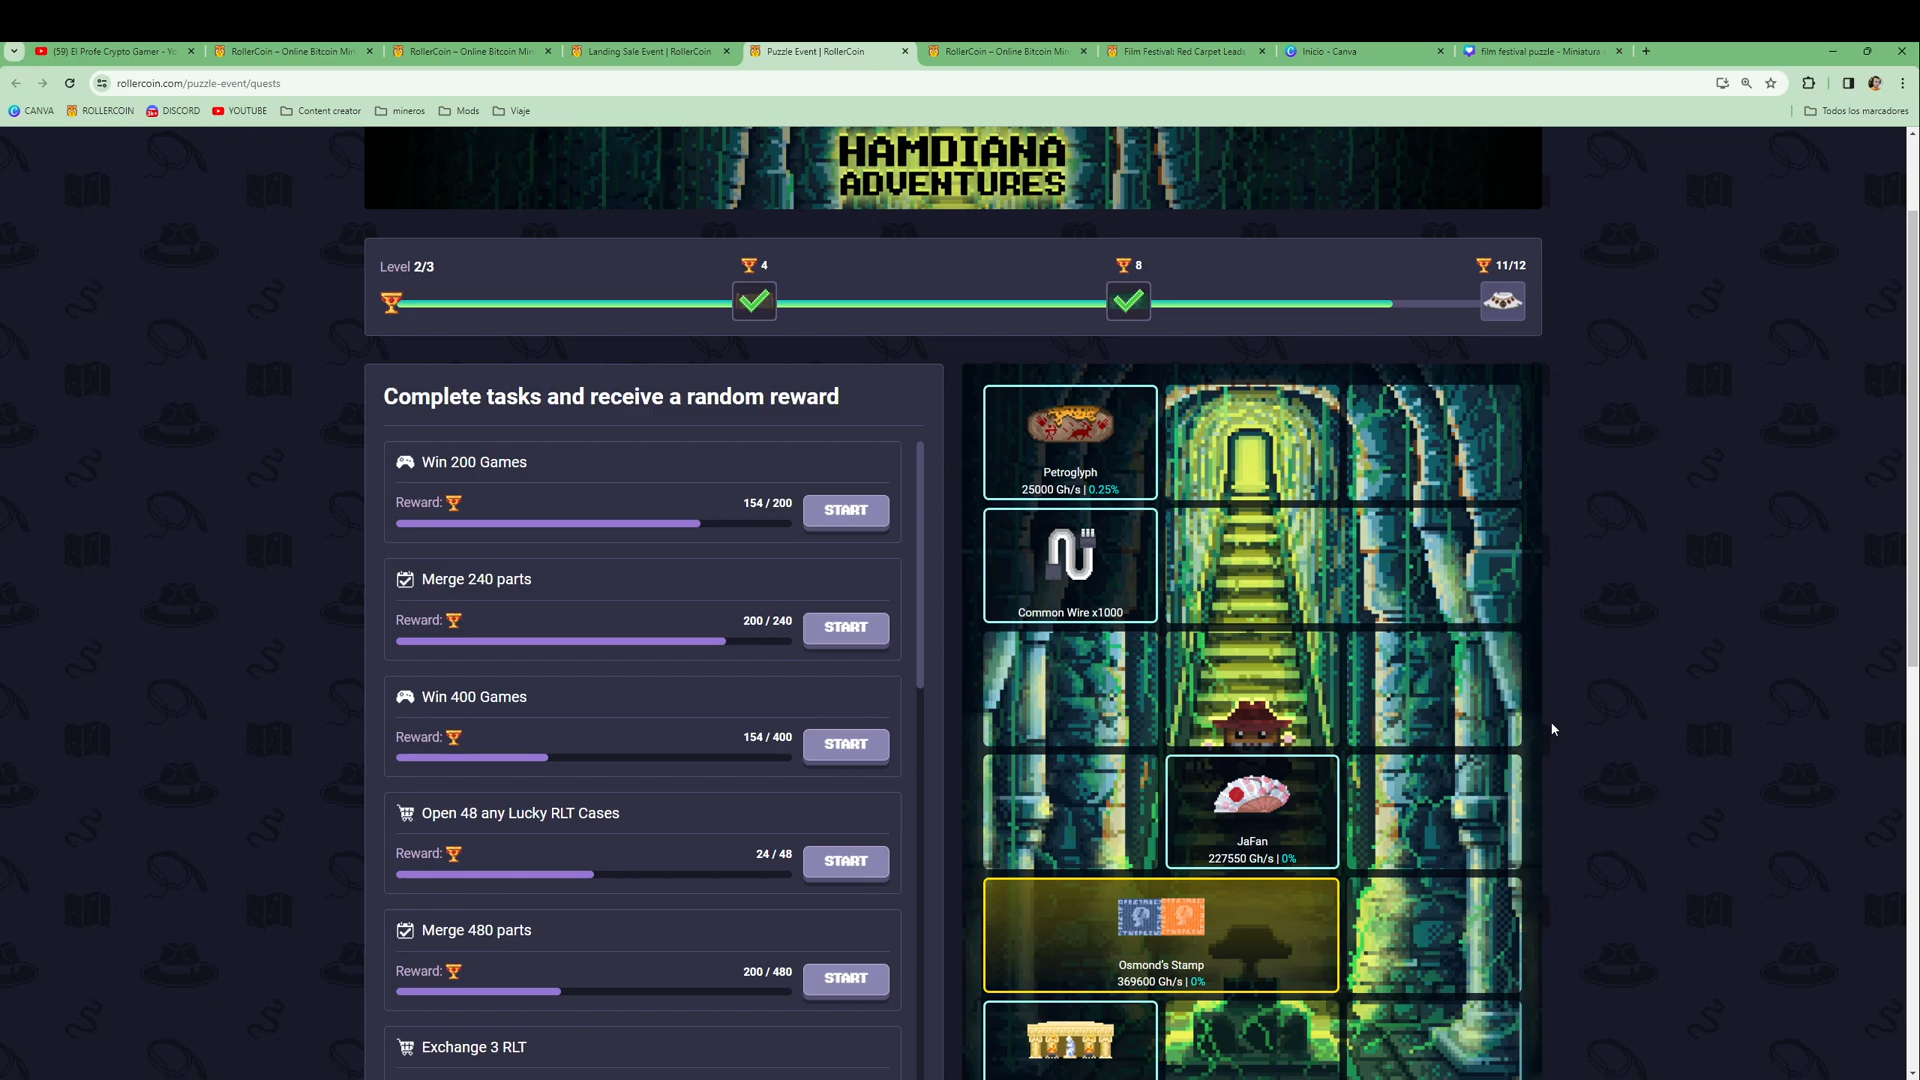 (59) El Profe Crypto Gamer - Yo
RollerCoin – Online Bitcoin Min
RollerCoin – Online Bitcoin Min
Landing Sale Event | RollerCoin
Puzzle Event | RollerCoin
RollerCoin – Online Bitcoin Min
Film Festival: Red Carpet Leads
Inicio - Canva
film festival puzzle - Miniatura
rollercoin.com/puzzle-event/quests
CANVA
ROLLERCOIN
DISCORD
YOUTUBE
Content creator
mineros
Mods
Viaje
Todos los marcadores
HAMDIANA
ADVENTURES
Level 2/3
4
8
11/12
Complete tasks and receive a random reward
Win 200 Games
Reward:
154 / 200
START
Merge 240 parts
Reward:
200 / 240
START
Win 400 Games
Reward:
154 / 400
START
Open 48 any Lucky RLT Cases
Reward:
24 / 48
START
Merge 480 parts
Reward:
200 / 480
START
Exchange 3 RLT
Petroglyph
25000 Gh/s | 0.25%
Common Wire x1000
JaFan
227550 Gh/s | 0%
Osmond's Stamp
369600 Gh/s | 0%